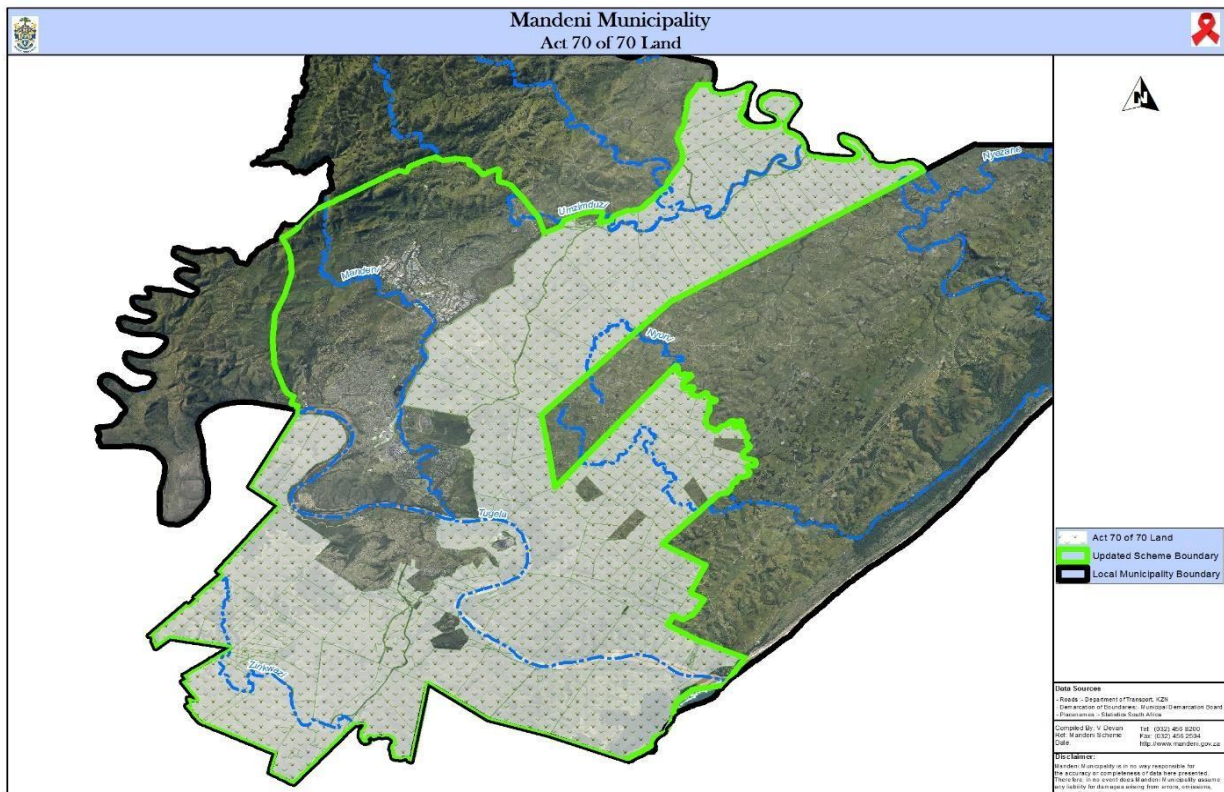 Mandeni Municipality
Act 70 of 70 Land
N
Nyezane
Umzimduzi
Mandeni
Nyoni
Tugela
Zinkwazi
Act 70 of 70 Land
Updated Scheme Boundary
Local Municipality Boundary
Data Sources
- Roads :- Department of Transport, KZN
- Demarcation of Boundaries:- Municipal Demarcation Board
- Placenames :- Statistics South Africa
Compiled By: V Devan Tel: (032) 456 8200
Ref: Mandeni Scheme Fax: (032) 456 2504
Date: http://www.mandeni.gov.za
Disclaimer:
Mandeni Municipality is in no way responsible for
the accuracy or completeness of data here presented.
Therefore, in no event does Mandeni Municipality assume
any liability for damages arising from errors, omissions,